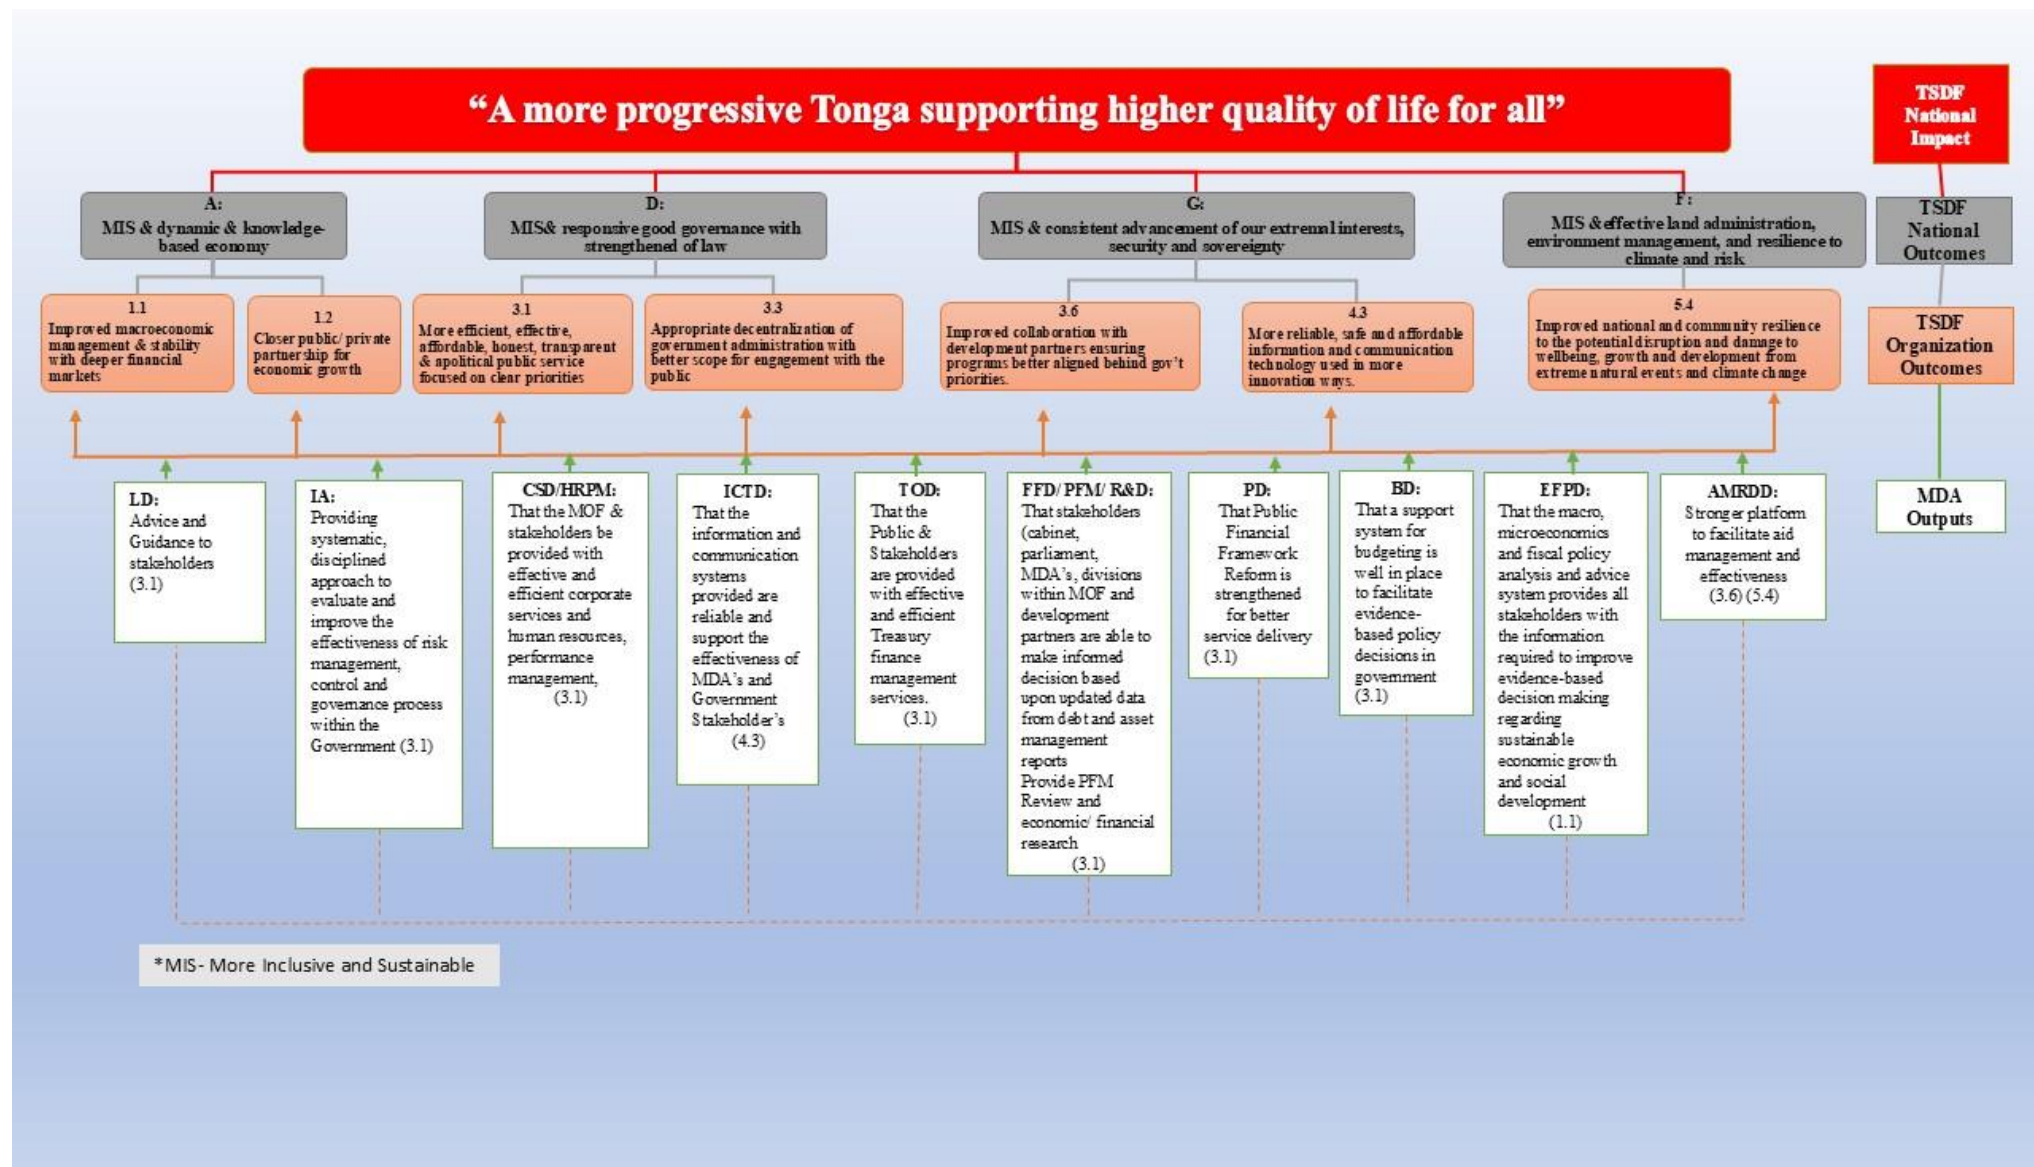 “A more progressive Tonga supporting higher quality of life for all”
TSDF
National
Impact
A:
MIS & dynamic & knowledge-
based economy
D:
MIS& responsive good governance with
strengthened of law
G:
MIS & consistent advancement of our extremal interests,
security and sovereignty
F:
MIS & effective land administration,
environment management, and resilience to
climate and risk
TSDF
National
Outcomes
1.1
Improved macroeconomic
management & stability
with deeper financial
markets
1.2
Closer public/ private
partnership for
economic growth
3.1
More efficient, effective,
affordable, honest, transparent
& apolitical public service
focused on clear priorities
3.3
Appropriate decentralization of
government administration with
better scope for engagement with the
public
3.6
Improved collaboration with
development partners ensuring
programs better aligned behind gov’t
priorities.
4.3
More reliable, safe and affordable
information and communication
technology used in more
innovation ways.
5.4
Improved national and community resilience
to the potential disruption and damage to
wellbeing, growth and development from
extreme natural events and climate change
TSDF
Organization
Outcomes
LD:
Advice and
Guidance to
stakeholders
(3.1)
IA:
Providing
systematic,
disciplined
approach to
evaluate and
improve the
effectiveness of risk
management,
control and
governance process
within the
Government (3.1)
CSD/HRPM:
That the MOF &
stakeholders be
provided with
effective and
efficient corporate
services and
human resources,
performance
management,
(3.1)
ICTD:
That the
information and
communication
systems
provided are
reliable and
support the
effectiveness of
MDA’s and
Government
Stakeholder’s
(4.3)
TOD:
That the
Public &
Stakeholders
are provided
with effective
and efficient
Treasury
finance
management
services.
(3.1)
FFD/ PFM/ R&D:
That stakeholders
(cabinet,
parliament,
MDA’s, divisions
within MOF and
development
partners are able to
make informed
decision based
upon updated data
from debt and asset
management
reports
Provide PFM
Review and
economic/ financial
research
(3.1)
PD:
That Public
Financial
Framework
Reform is
strengthened
for better
service delivery
(3.1)
BD:
That a support
system for
budgeting is
well in place
to facilitate
evidence-
based policy
decisions in
government
(3.1)
EFPD:
That the macro,
microeconomics
and fiscal policy
analysis and advice
system provides all
stakeholders with
the information
required to improve
evidence-based
decision making
regarding
sustainable
economic growth
and social
development
(1.1)
AMRDD:
Stronger platform
to facilitate aid
management and
effectiveness
(3.6) (5.4)
MDA
Outputs
*MIS- More Inclusive and Sustainable